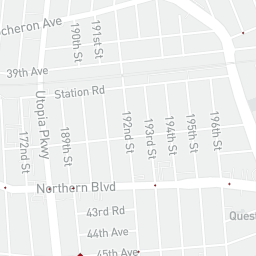 cheron Ave
190th St
191st St
39th Ave
Station Rd
Utopia Pkwy
172nd St
189th St
192nd St
193rd St
194th St
195th St
196th St
Northern Blvd
43rd Rd
44th Ave
45th Ave
Quest